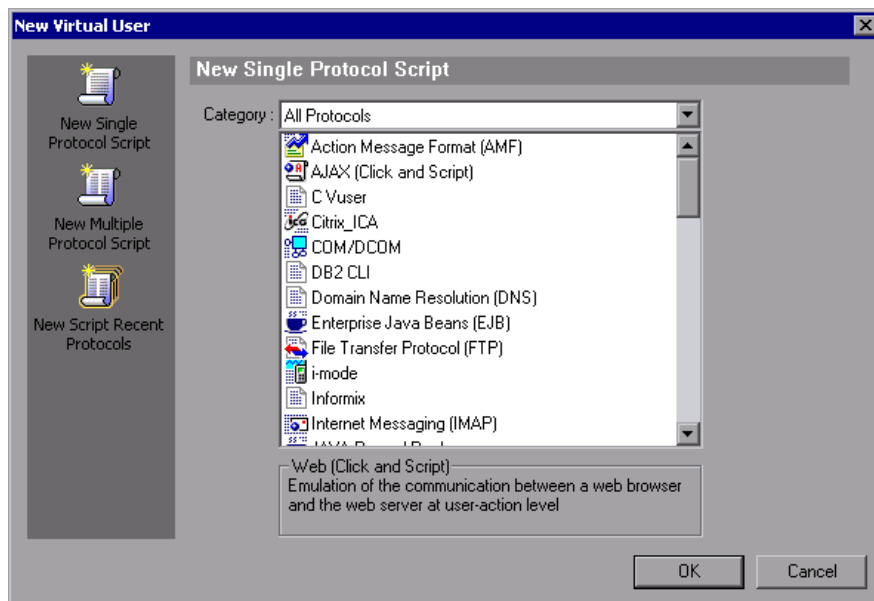 New Virtual User
New Single Protocol Script
New Single
Protocol Script
New Multiple
Protocol Script
New Script Recent
Protocols
Category : All Protocols
Action Message Format (AMF)
AJAX (Click and Script)
C Vuser
Citrix_ICA
COM/DCOM
DB2 CLI
Domain Name Resolution (DNS)
Enterprise Java Beans (EJB)
File Transfer Protocol (FTP)
i-mode
Informix
Internet Messaging (IMAP)
Web (Click and Script)
Emulation of the communication between a web browser
and the web server at user-action level
OK
Cancel